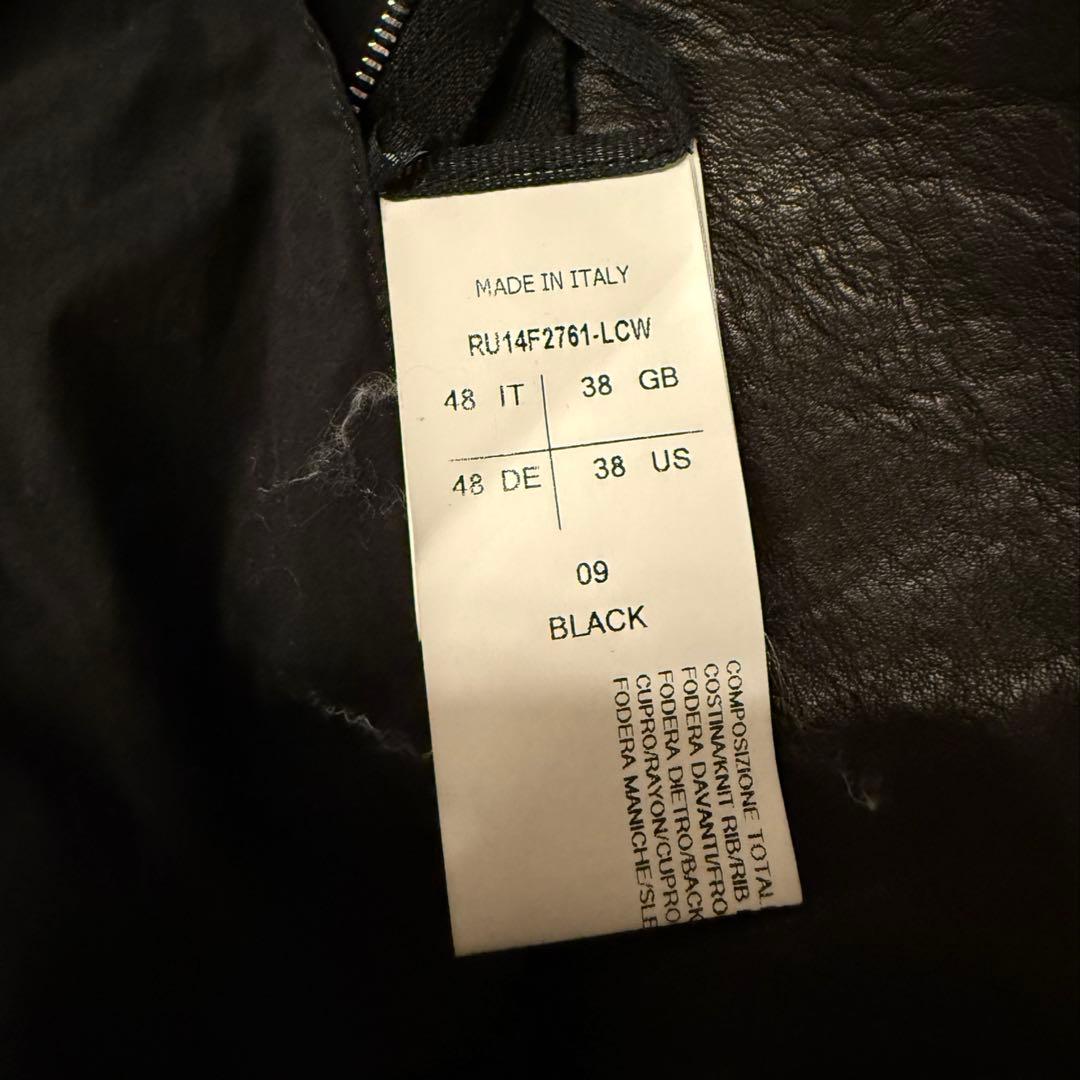 MADE IN ITALY
RU14F2761-LCW
48 IT 38 GB
48 DE 38 US
09
BLACK
COMPOSIZIONE TOTAL
COSTINA/KNIT RIB/RIB
FODERA DAVANTI/FRO
FODERA DIETRO/BACK
CUPRO/RAYON/CUPRO
FODERA MANICHE/SLE